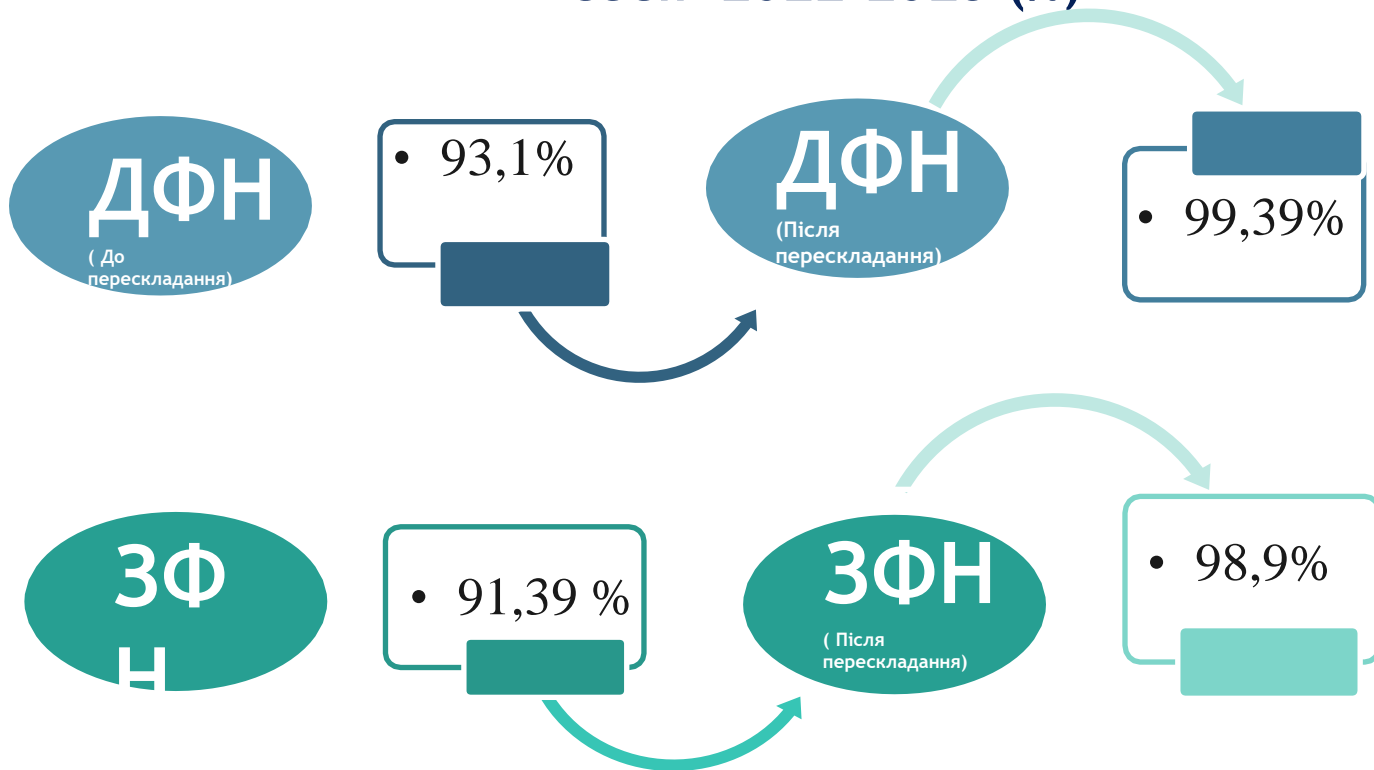 ДФН
( До
перескладання)
• 93,1%
ДФН
(Після
перескладання)
• 99,39%
ЗФ
Н
• 91,39 %
ЗФН
( Після
перескладання)
• 98,9%